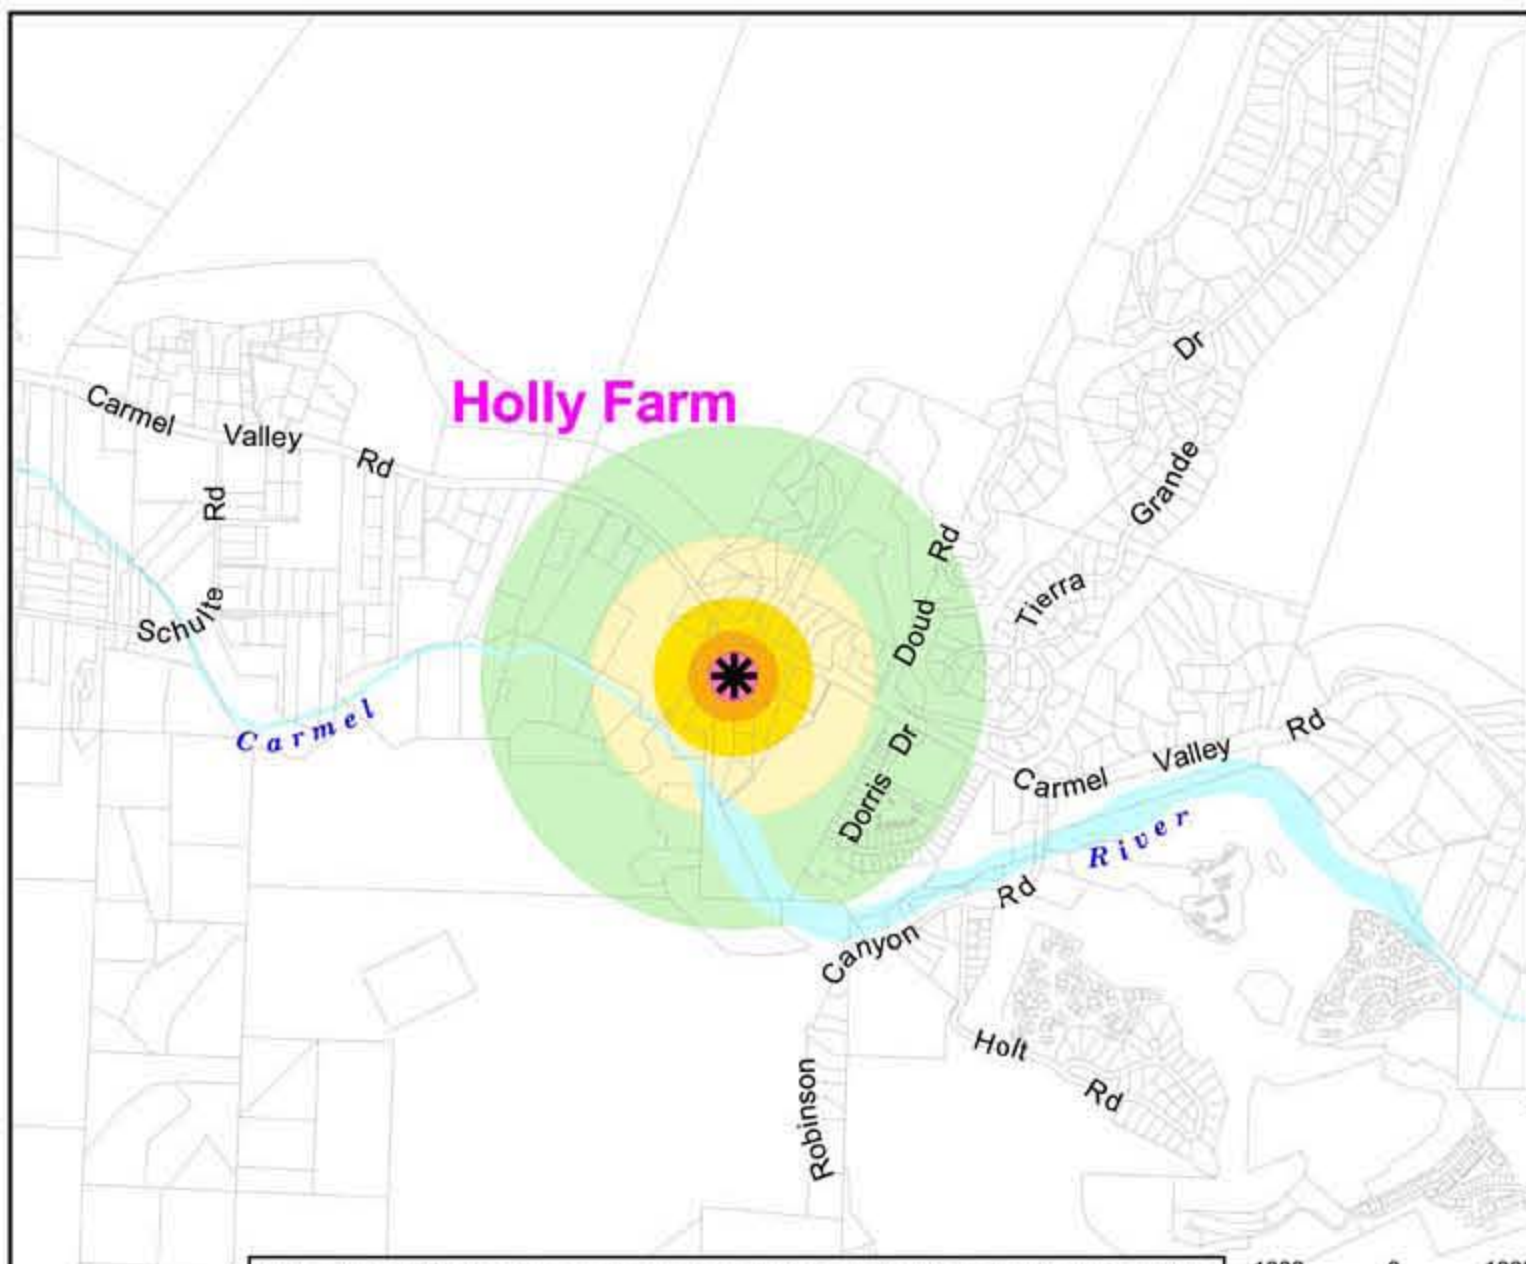 Holly Farm
Carmel Valley Rd
Schulte Rd
Carmel
Dr
Tierra Grande
Doud Rd
Dorris Dr
Carmel Valley Rd
River
Canyon Rd
Robinson
Holt Rd